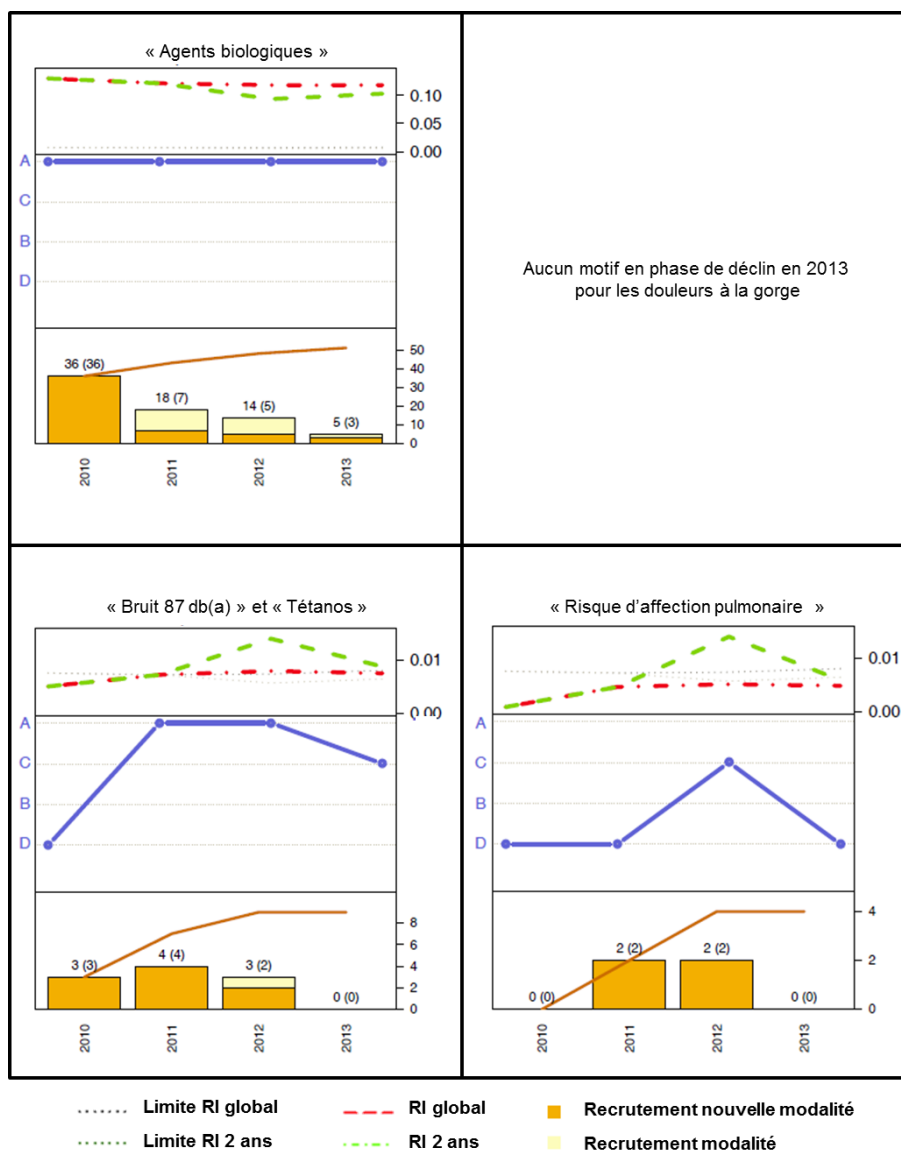 « Agents biologiques »
0.10
0.05
0.00
A
C
B
D
50
40
30
20
10
0
36 (36)
18 (7)
14 (5)
5 (3)
2010
2011
2012
2013
Aucun motif en phase de déclin en 2013
pour les douleurs à la gorge
« Bruit 87 db(a) » et « Tétanos »
0.01
0.00
A
C
B
D
8
6
4
2
0
3 (3)
4 (4)
3 (2)
0 (0)
2010
2011
2012
2013
« Risque d'affection pulmonaire »
0.01
0.00
A
C
B
D
4
2
0
0 (0)
2 (2)
2 (2)
0 (0)
2010
2011
2012
2013
Limite RI global
RI global
Recrutement nouvelle modalité
Limite RI 2 ans
RI 2 ans
Recrutement modalité